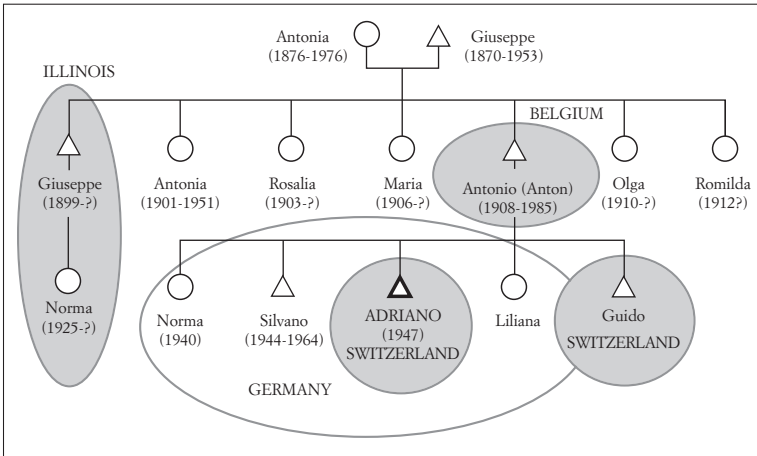 Antonia
(1876-1976)
Giuseppe
(1870-1953)
ILLINOIS
BELGIUM
Giuseppe
(1899-?)
Antonia
(1901-1951)
Rosalia
(1903-?)
Maria
(1906-?)
Antonio (Anton)
(1908-1985)
Olga
(1910-?)
Romilda
(1912?)
Norma
(1925-?)
Norma
(1940)
Silvano
(1944-1964)
ADRIANO
(1947)
SWITZERLAND
Liliana
Guido
SWITZERLAND
GERMANY